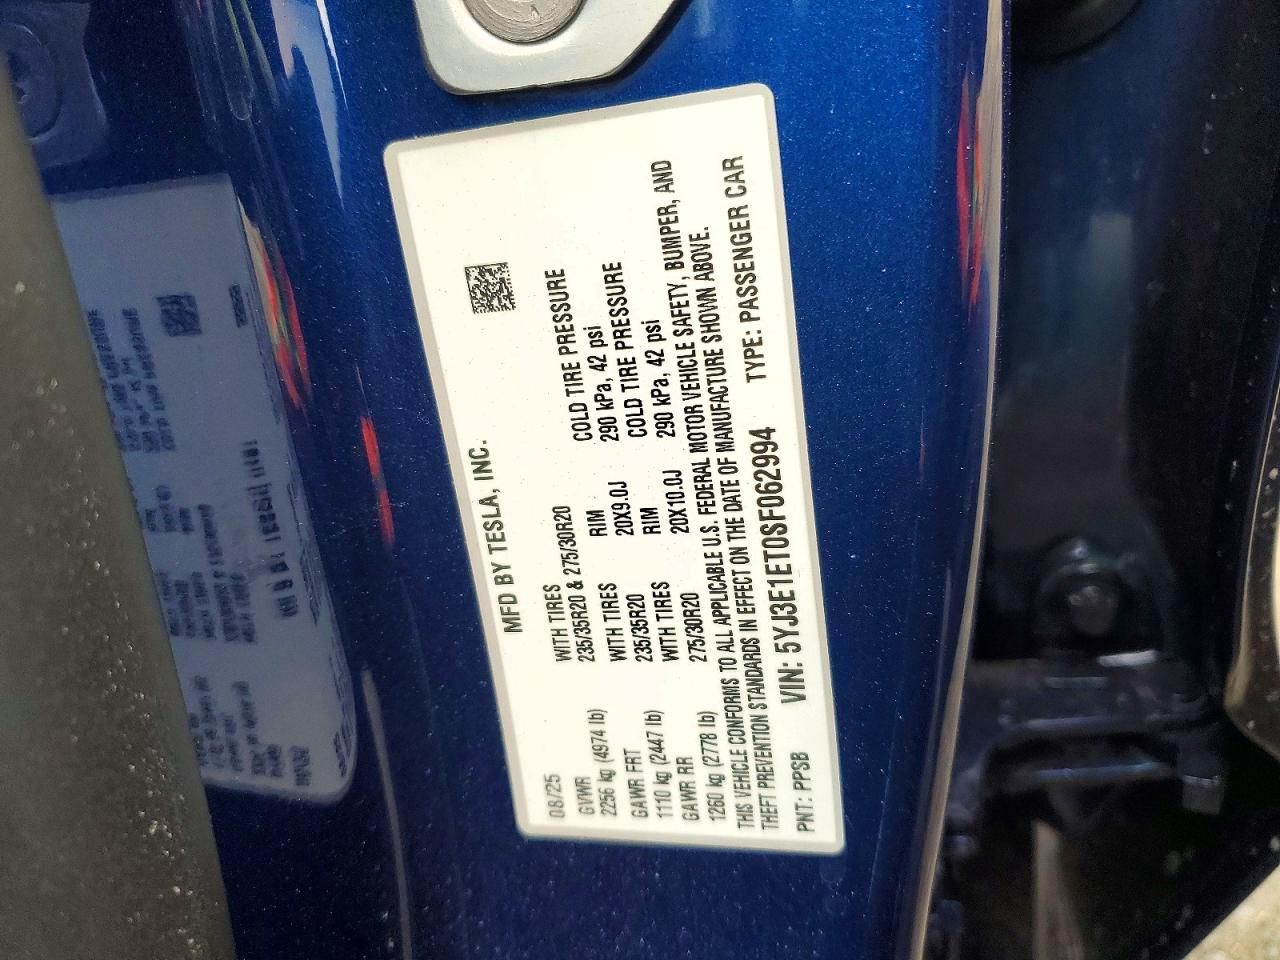 MFD BY TESLA, INC.
08/25
GVWR
2256 kg (4974 lb)
WITH TIRES
235/35R20 & 275/30R20
GAWR FRT
1110 kg (2447 lb)
WITH TIRES
235/35R20
RIM
20X9.0J
COLD TIRE PRESSURE
290 kPa, 42 psi
GAWR RR
1260 kg (2778 lb)
WITH TIRES
275/30R20
RIM
20X10.0J
COLD TIRE PRESSURE
290 kPa, 42 psi
THIS VEHICLE CONFORMS TO ALL APPLICABLE U.S. FEDERAL MOTOR VEHICLE SAFETY, BUMPER, AND
THEFT PREVENTION STANDARDS IN EFFECT ON THE DATE OF MANUFACTURE SHOWN ABOVE.
PNT: PPSB VIN: 5YJ3E1ET0SF062994 TYPE: PASSENGER CAR